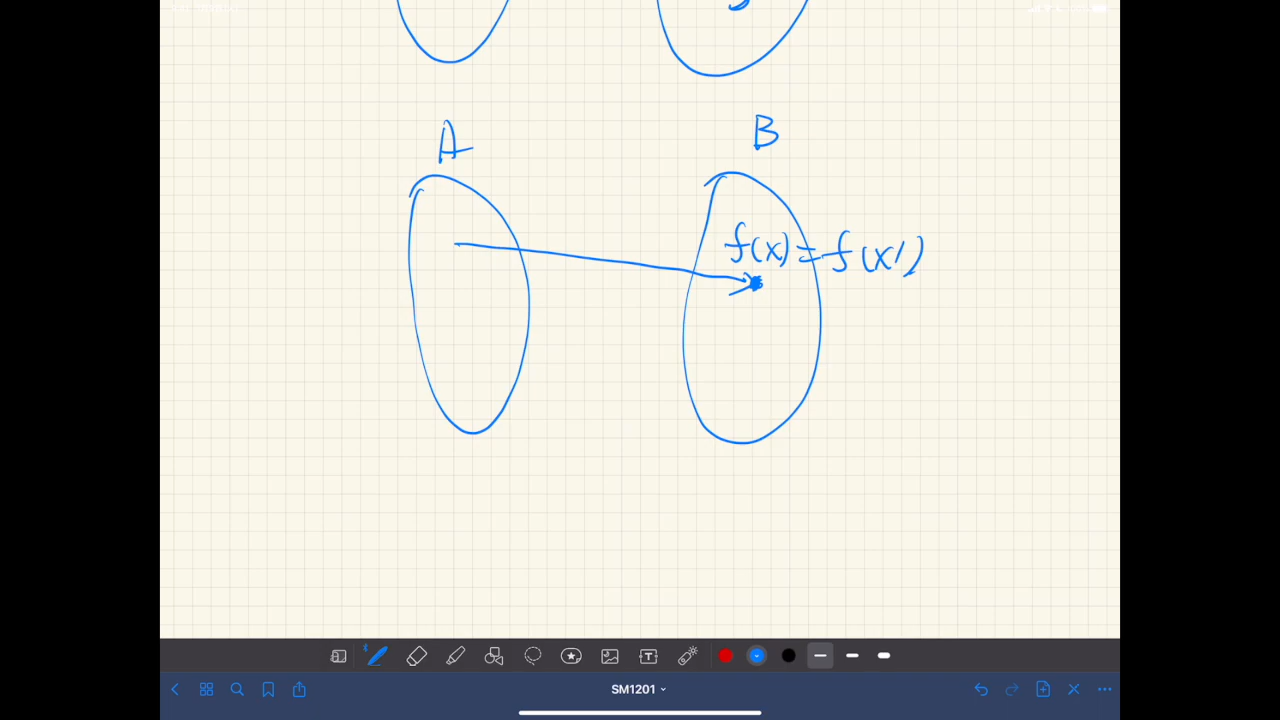 A B
f(x) = f(x')
SM1201